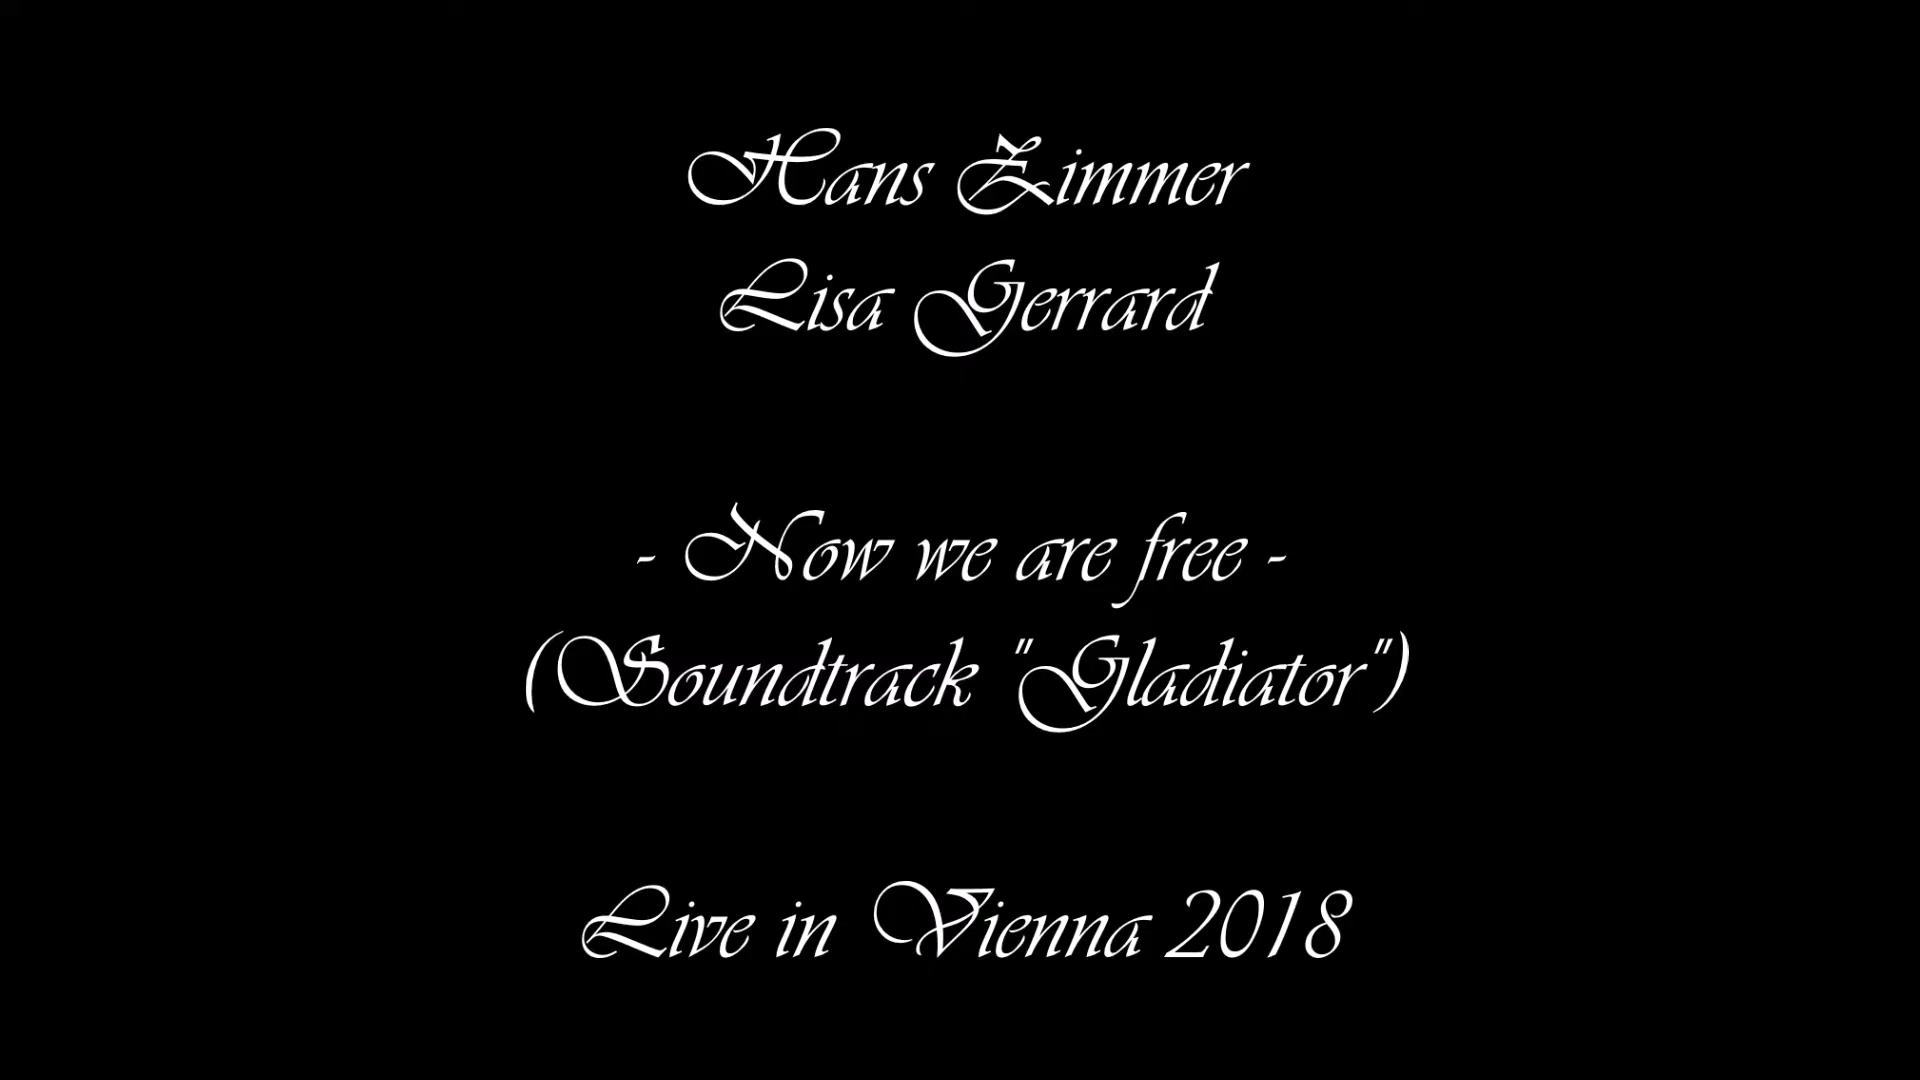 Hans Zimmer
Lisa Gerrard
- Now we are free -
(Soundtrack "Gladiator")
Live in Vienna 2018